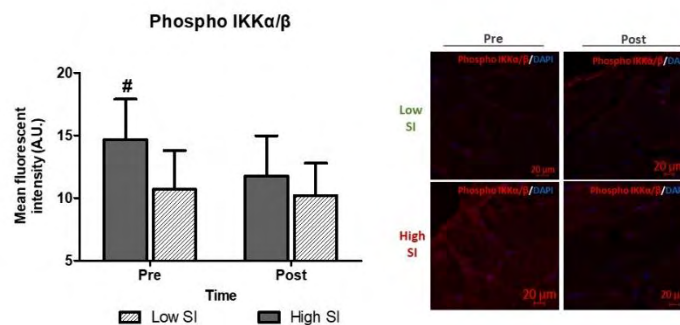 Phospho IKKα/β
20
15
10
5
#
Mean fluorescent
intensity (A.U.)
Pre
Post
Time
Low SI
High SI
Pre
Post
Low
SI
High
SI
Phospho IKKα/β/DAPI
20 μm
Phospho IKKα/β/DAPI
20 μm
Phospho IKKα/β/DAPI
20 μm
Phospho IKKα/β/DAPI
20 μm